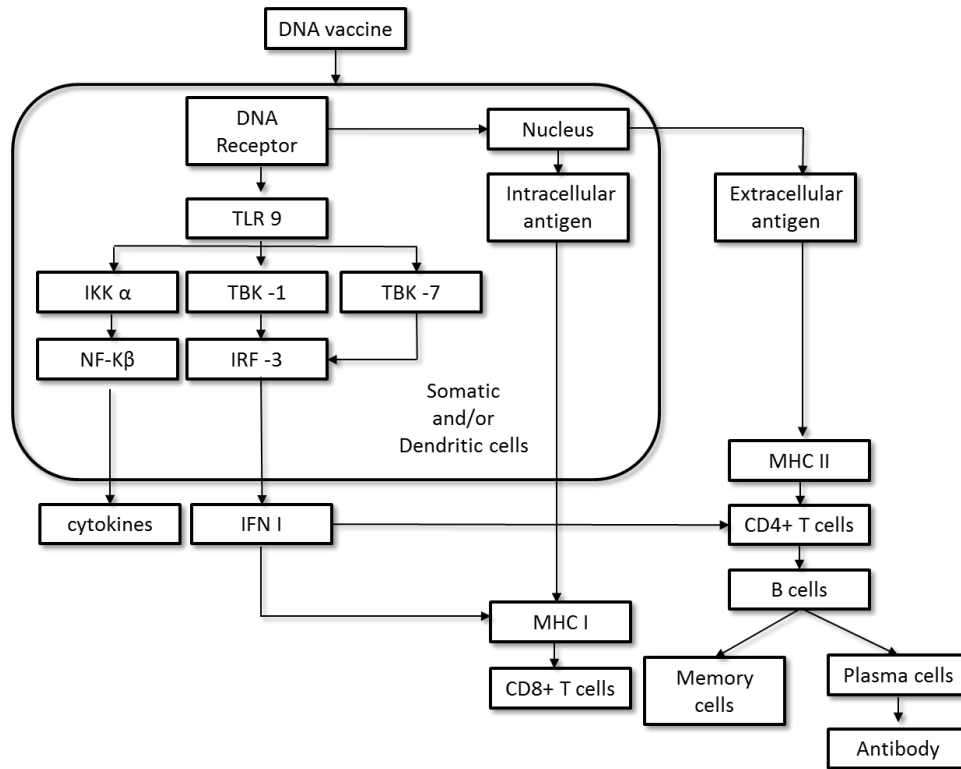 DNA vaccine
DNA
Receptor
Nucleus
TLR 9
Intracellular
antigen
Extracellular
antigen
IKK α
TBK -1
TBK -7
NF-Kβ
IRF -3
Somatic
and/or
Dendritic cells
MHC II
cytokines
IFN I
CD4+ T cells
B cells
MHC I
CD8+ T cells
Memory
cells
Plasma cells
Antibody